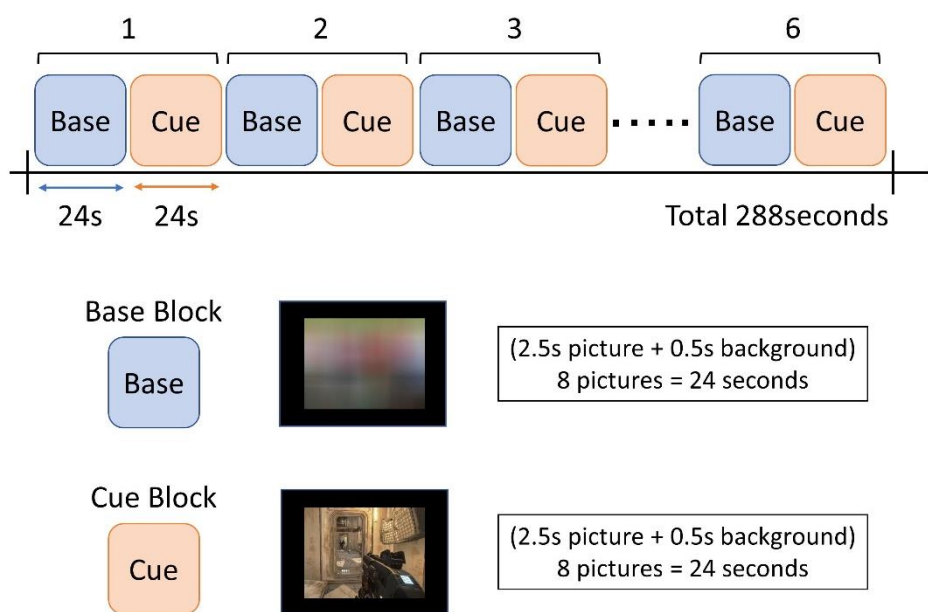 1 2 3 6
Base Cue Base Cue Base Cue ..... Base Cue
24s 24s Total 288seconds
Base Block
Base
(2.5s picture + 0.5s background)
8 pictures = 24 seconds
Cue Block
Cue
(2.5s picture + 0.5s background)
8 pictures = 24 seconds